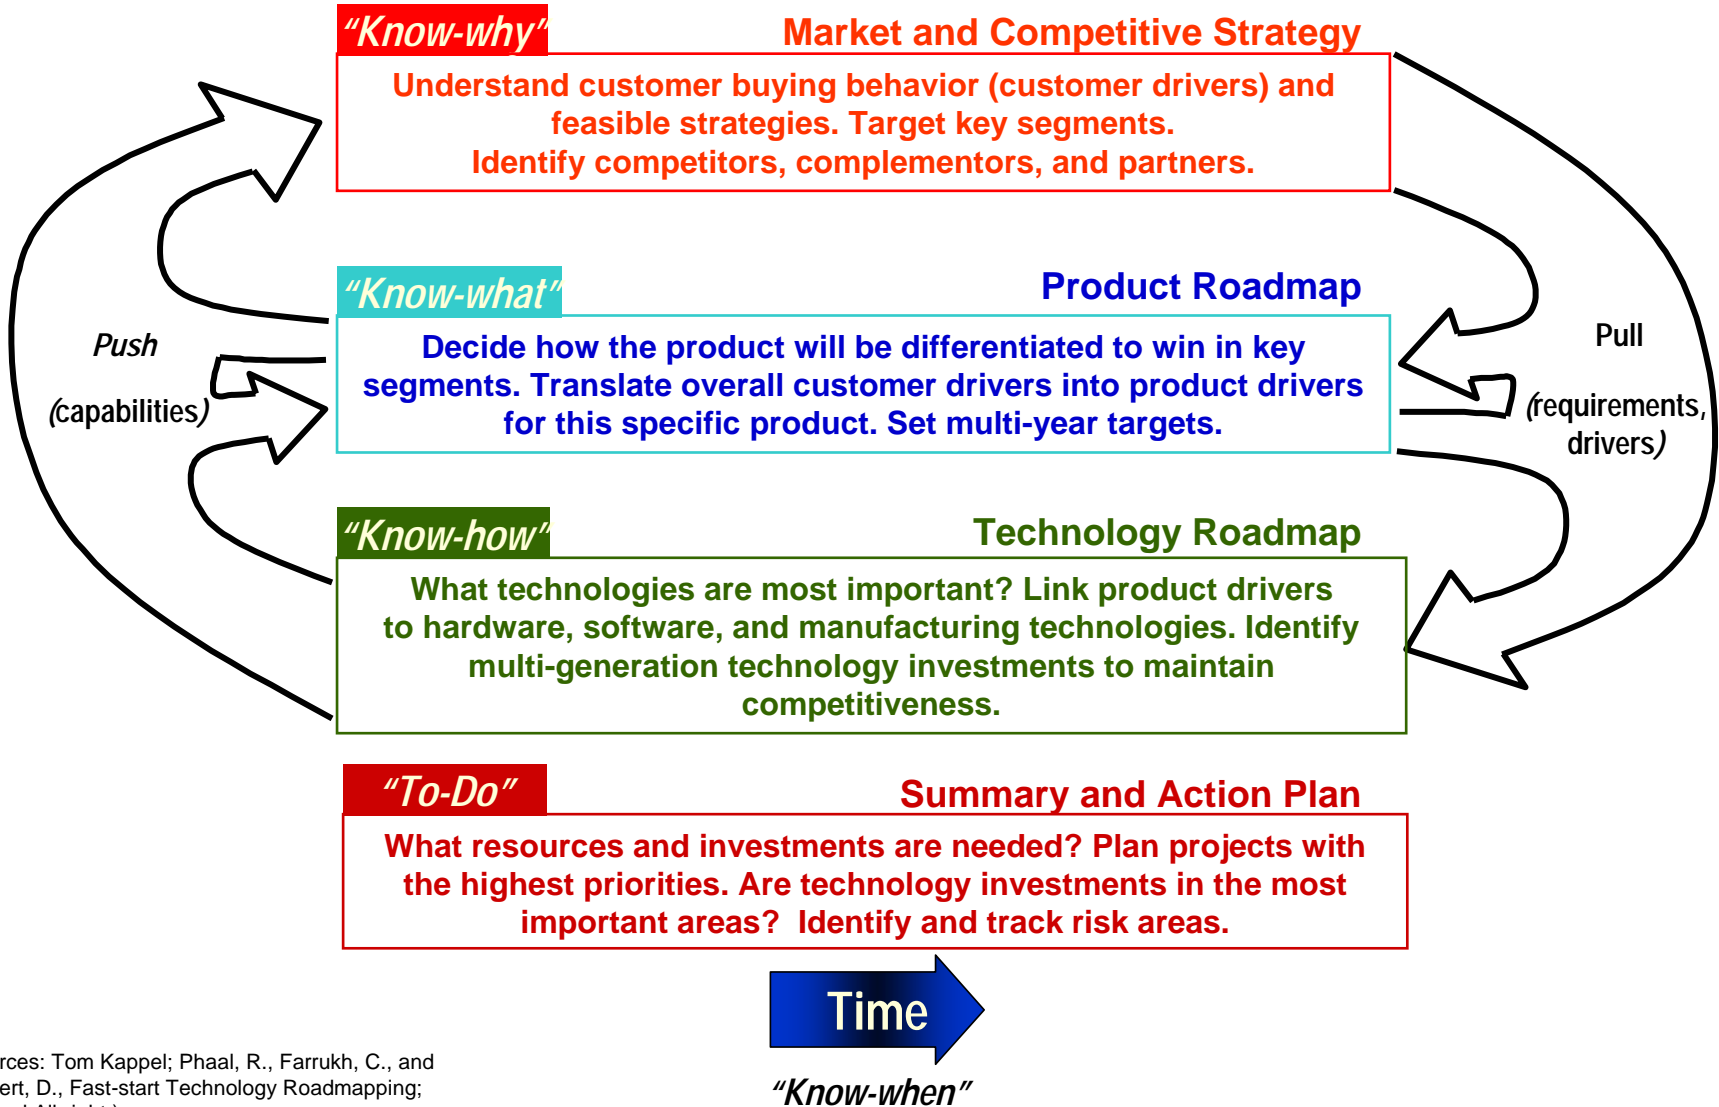 “Know-why”
Market and Competitive Strategy
Understand customer buying behavior (customer drivers) and
feasible strategies. Target key segments.
Identify competitors, complementors, and partners.
“Know-what”
Product Roadmap
Decide how the product will be differentiated to win in key
segments. Translate overall customer drivers into product drivers
for this specific product. Set multi-year targets.
Push
(capabilities)
Pull
(requirements,
drivers)
“Know-how”
Technology Roadmap
What technologies are most important? Link product drivers
to hardware, software, and manufacturing technologies. Identify
multi-generation technology investments to maintain
competitiveness.
“To-Do”
Summary and Action Plan
What resources and investments are needed? Plan projects with
the highest priorities. Are technology investments in the most
important areas?  Identify and track risk areas.
Time
“Know-when”
rces: Tom Kappel; Phaal, R., Farrukh, C., and
ert, D., Fast-start Technology Roadmapping;